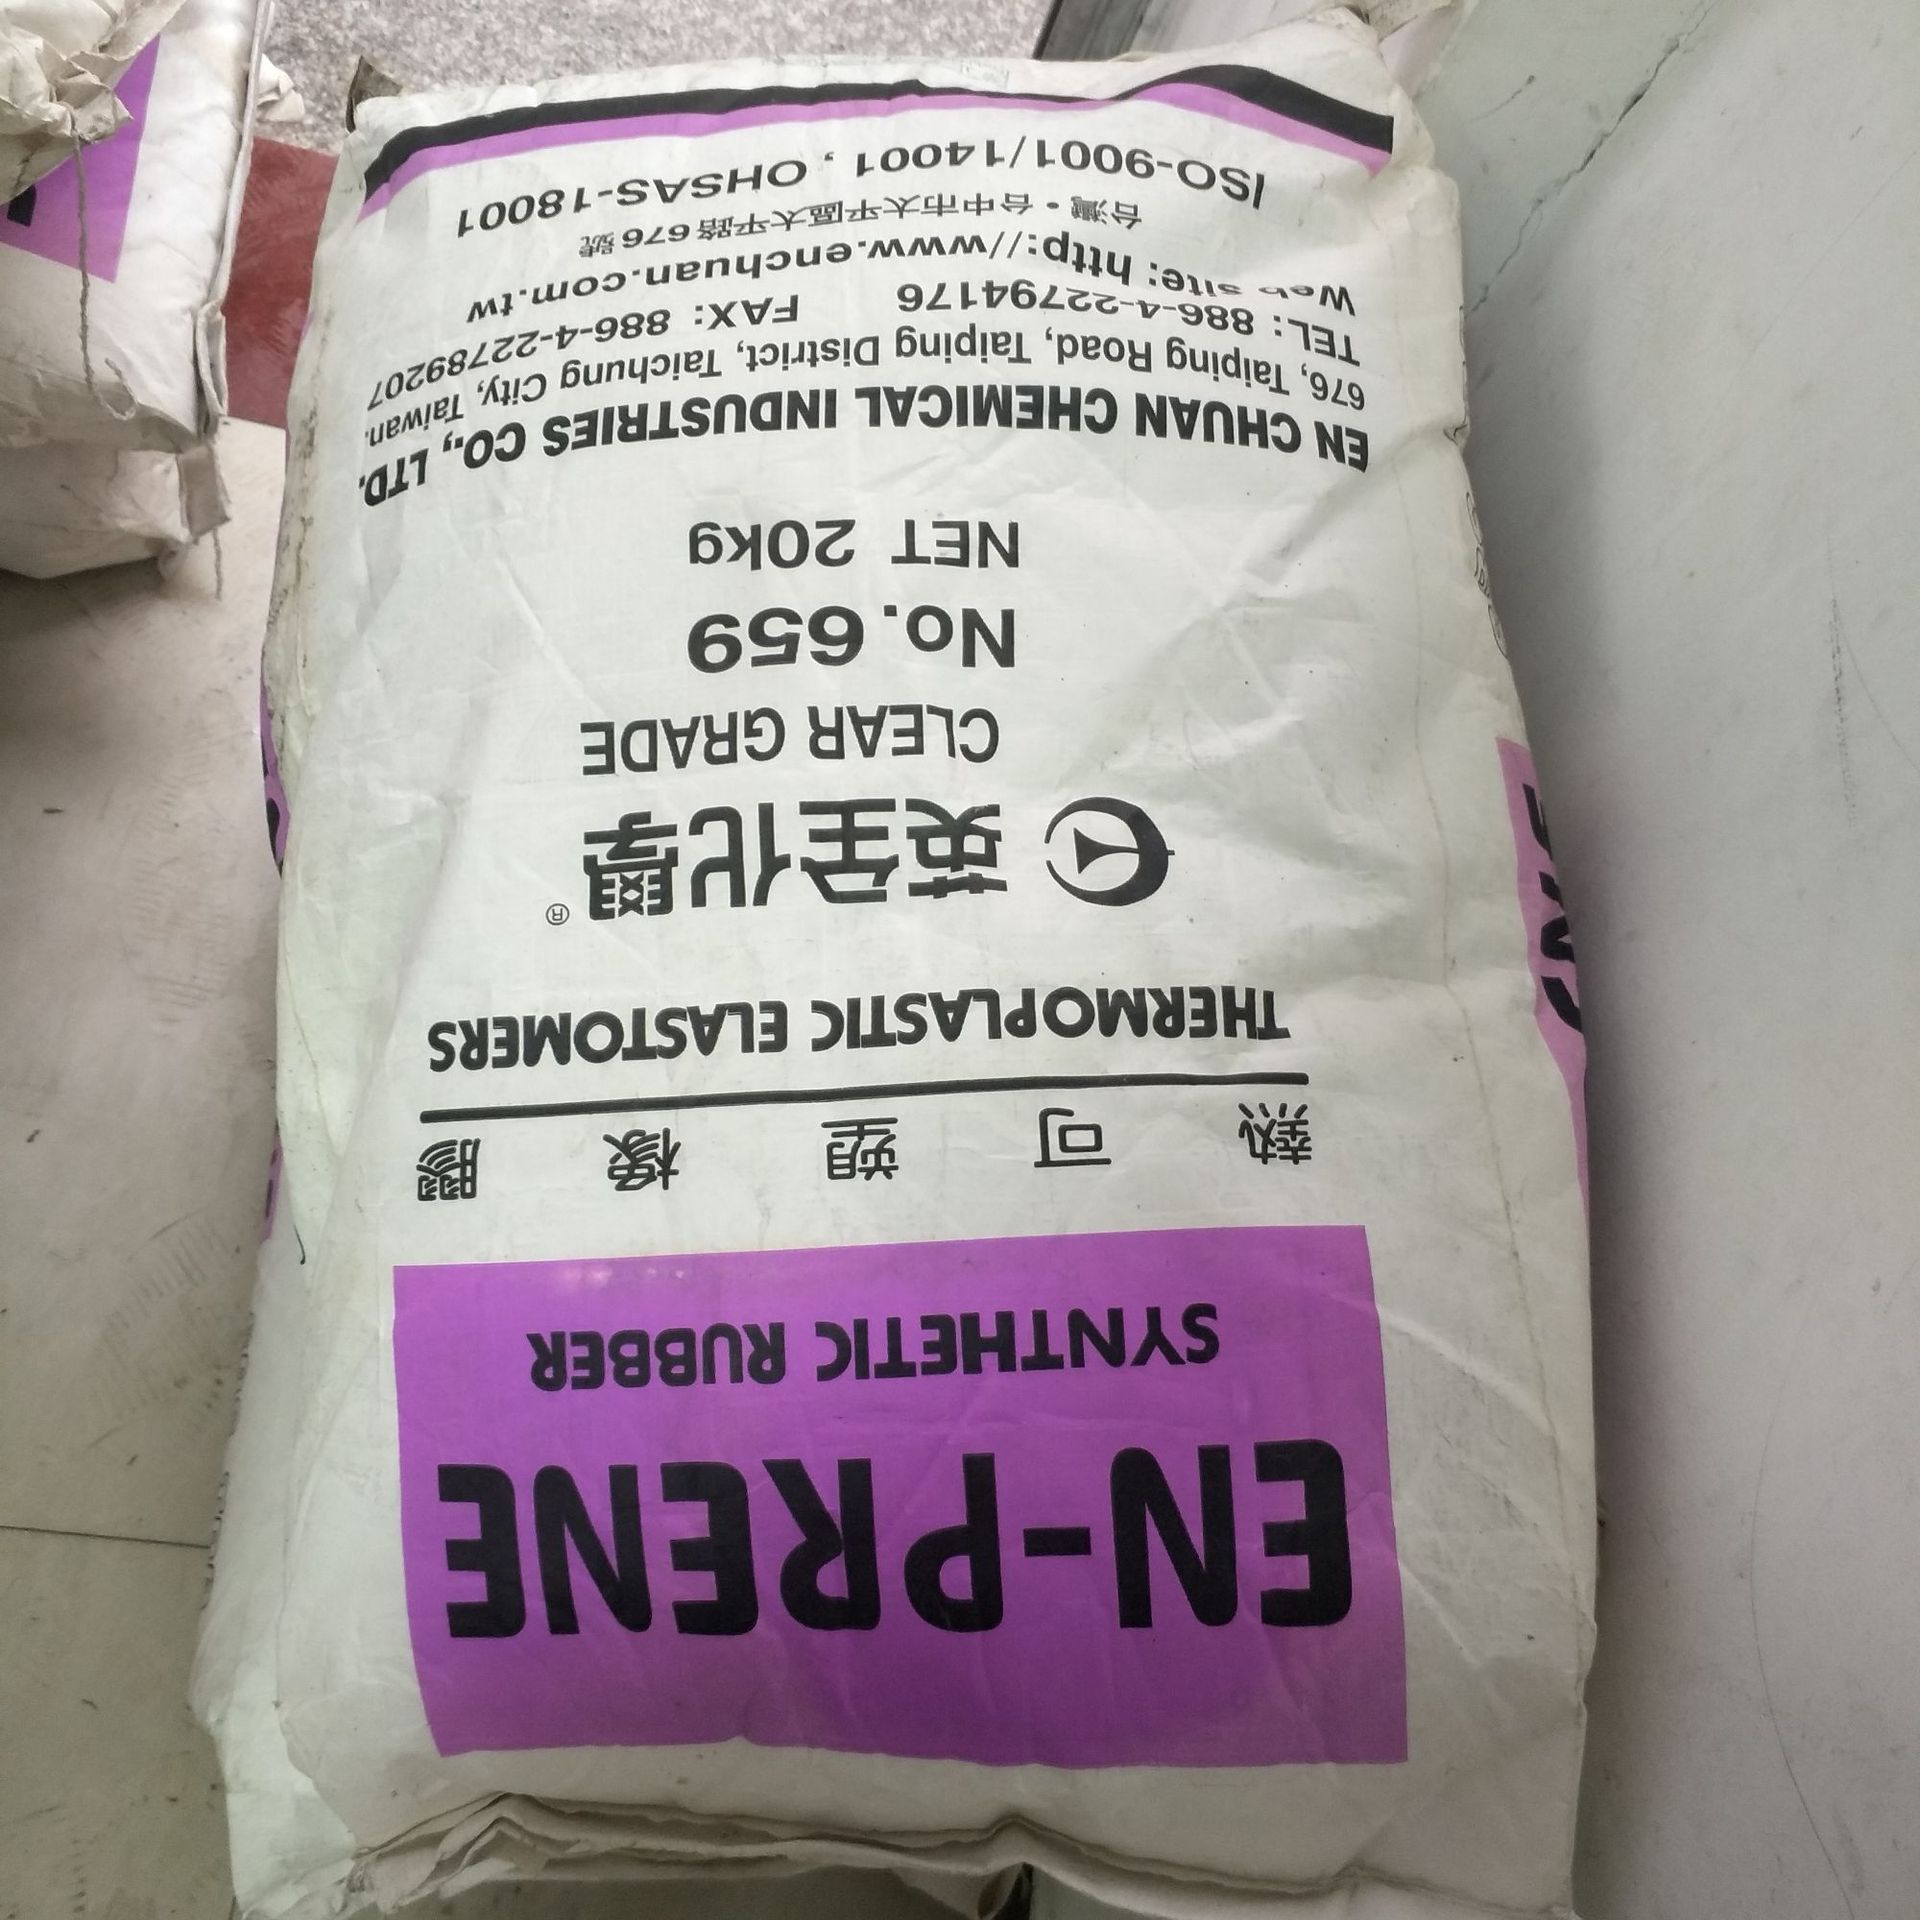 EN-PRENE
SYNTHETIC RUBBER
熱 可 塑 橡 膠
THERMOPLASTIC ELASTOMERS
英全化學®
CLEAR GRADE
No. 659
NET 20kg
EN CHUAN CHEMICAL INDUSTRIES CO., LTD.
676, Taiping Road, Taiping District, Taichung City, Taiwan.
TEL: 886-4-22794176 FAX: 886-4-22789207
Web site: http://www.enchuan.com.tw
台灣・台中市太平區太平路676號
ISO-9001/14001, OHSAS-18001